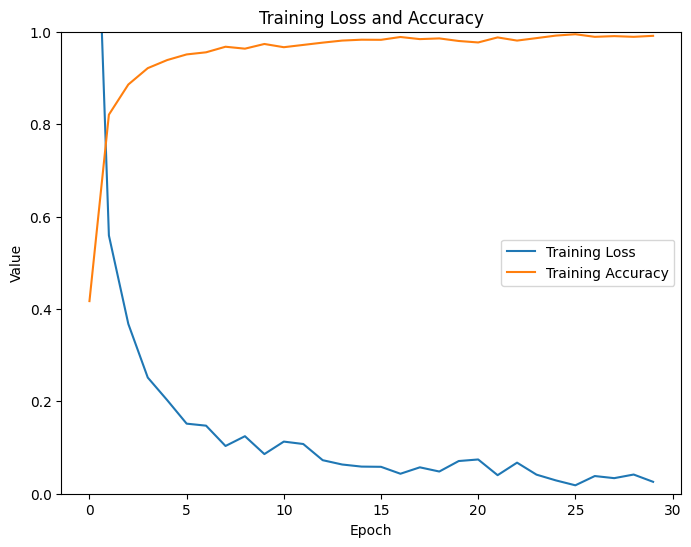 Training Loss and Accuracy
1.0
0.8
0.6
0.4
0.2
0.0
Value
Training Loss
Training Accuracy
0 5 10 15 20 25 30
Epoch